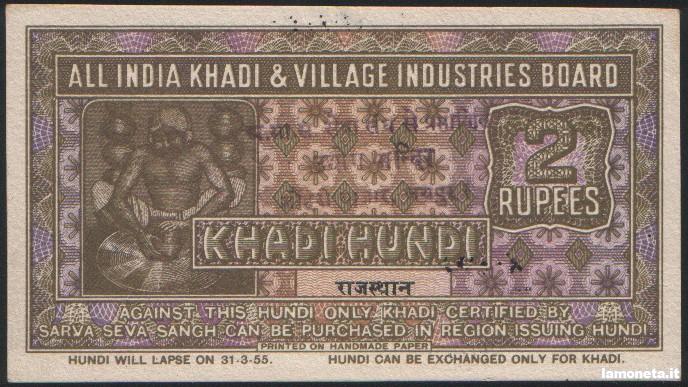 ALL INDIA KHADI & VILLAGE INDUSTRIES BOARD
2
RUPEES
KHADI HUNDI
राजस्थान
AGAINST THIS HUNDI ONLY KHADI CERTIFIED BY
SARVA SEVA SANGH CAN BE PURCHASED IN REGION ISSUING HUNDI
PRINTED ON HANDMADE PAPER
HUNDI WILL LAPSE ON 31-3-55. HUNDI CAN BE EXCHANGED ONLY FOR KHADI.
lamoneta.it